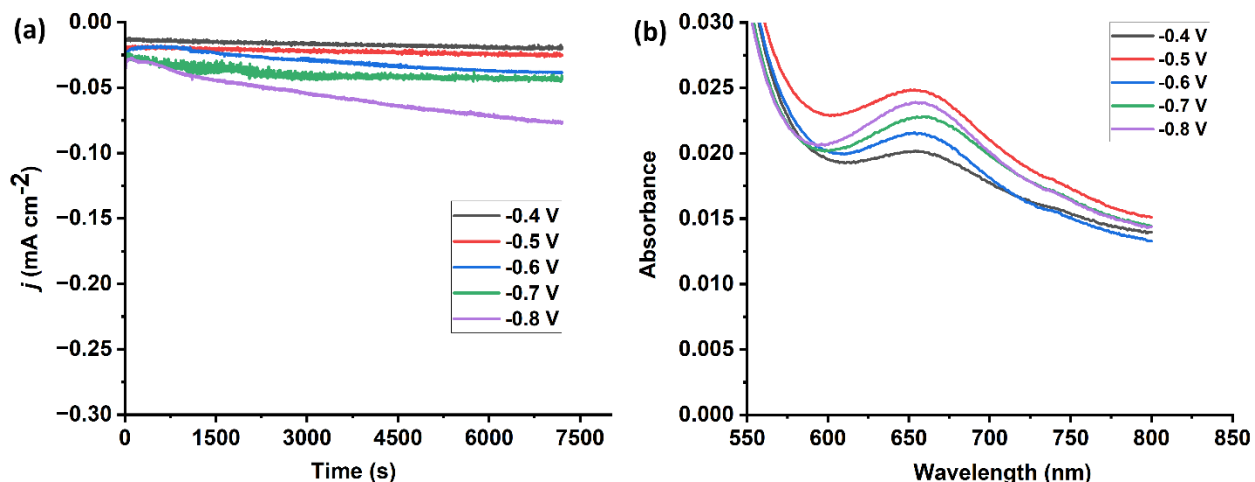 (a)
j (mA cm⁻²)
0.00
−0.05
−0.10
−0.15
−0.20
−0.25
−0.30
0 1500 3000 4500 6000 7500
Time (s)
-0.4 V
-0.5 V
-0.6 V
-0.7 V
-0.8 V
(b)
Absorbance
0.030
0.025
0.020
0.015
0.010
0.005
0.000
550 600 650 700 750 800 850
Wavelength (nm)
-0.4 V
-0.5 V
-0.6 V
-0.7 V
-0.8 V